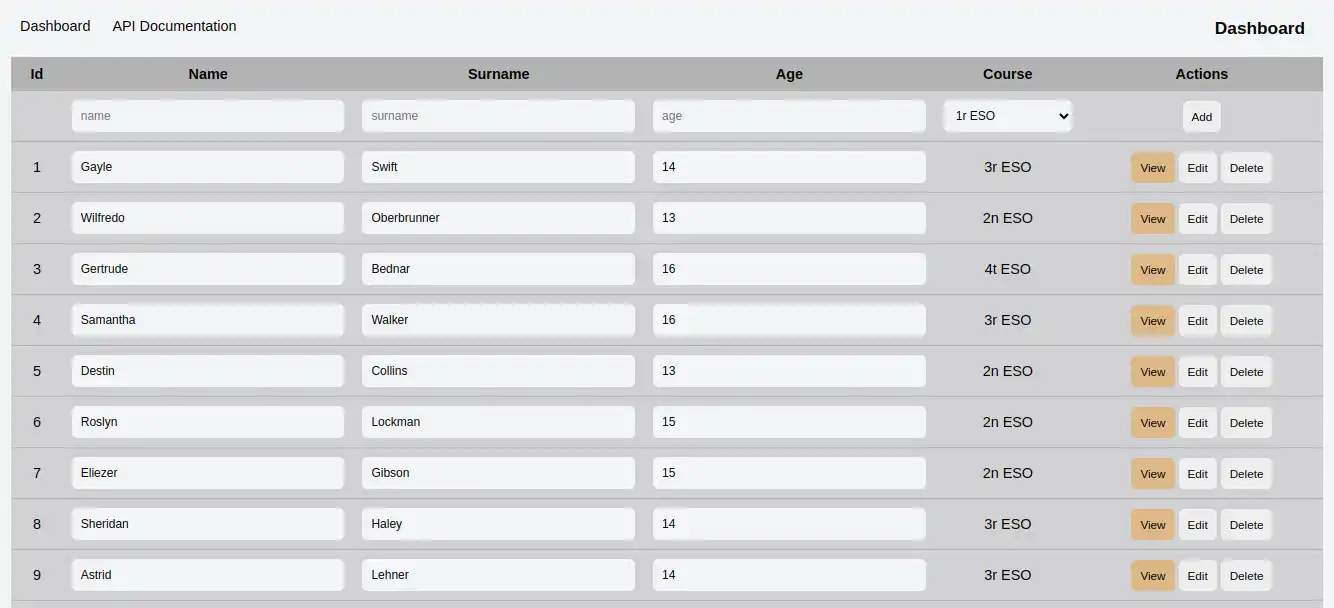 Dashboard API Documentation Dashboard
Id Name Surname Age Course Actions
name surname age 1r ESO Add
1 Gayle Swift 14 3r ESO View Edit Delete
2 Wilfredo Oberbrunner 13 2n ESO View Edit Delete
3 Gertrude Bednar 16 4t ESO View Edit Delete
4 Samantha Walker 16 3r ESO View Edit Delete
5 Destin Collins 13 2n ESO View Edit Delete
6 Roslyn Lockman 15 2n ESO View Edit Delete
7 Eliezer Gibson 15 2n ESO View Edit Delete
8 Sheridan Haley 14 3r ESO View Edit Delete
9 Astrid Lehner 14 3r ESO View Edit Delete